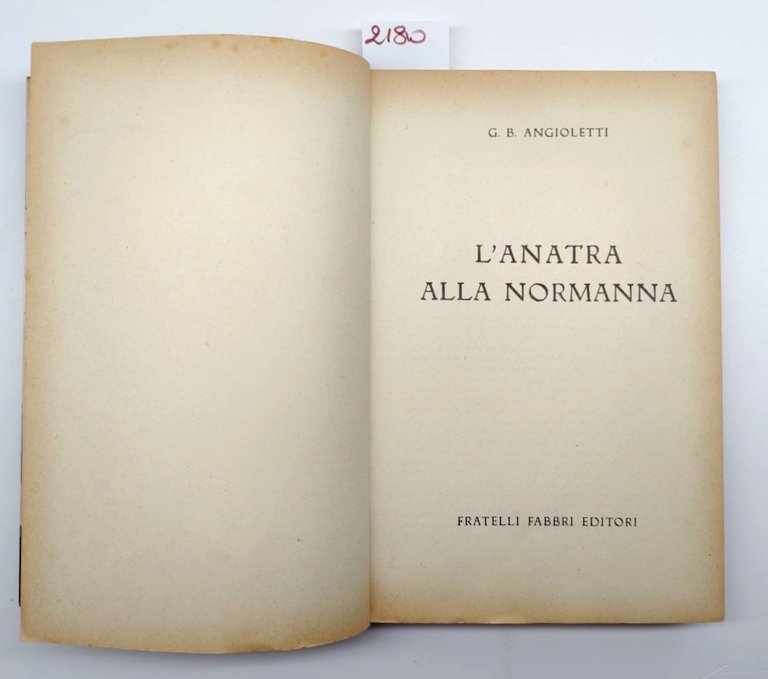 2180
G. B. ANGIOLETTI
L'ANATRA
ALLA NORMANNA
FRATELLI FABBRI EDITORI